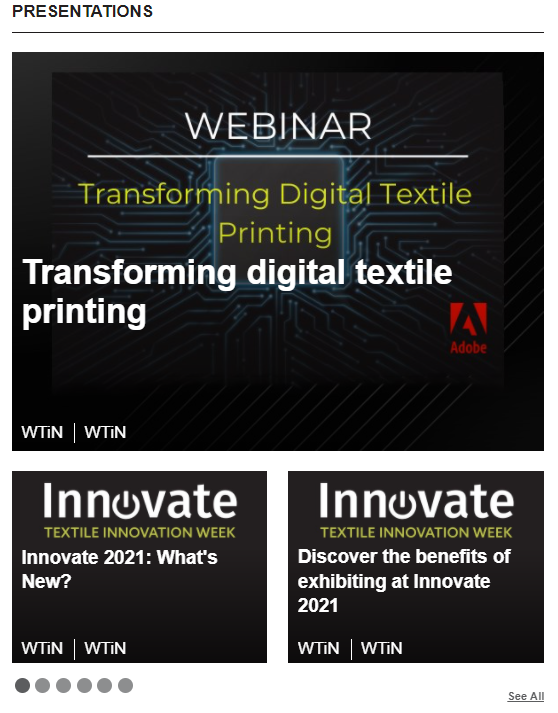 PRESENTATIONS
WEBINAR
Transforming Digital Textile
Printing
Transforming digital textile
printing
Adobe
WTiN | WTiN
Innovate
TEXTILE INNOVATION WEEK
Innovate 2021: What's
New?
WTiN | WTiN
Innovate
TEXTILE INNOVATION WEEK
Discover the benefits of
exhibiting at Innovate
2021
WTiN | WTiN
See All